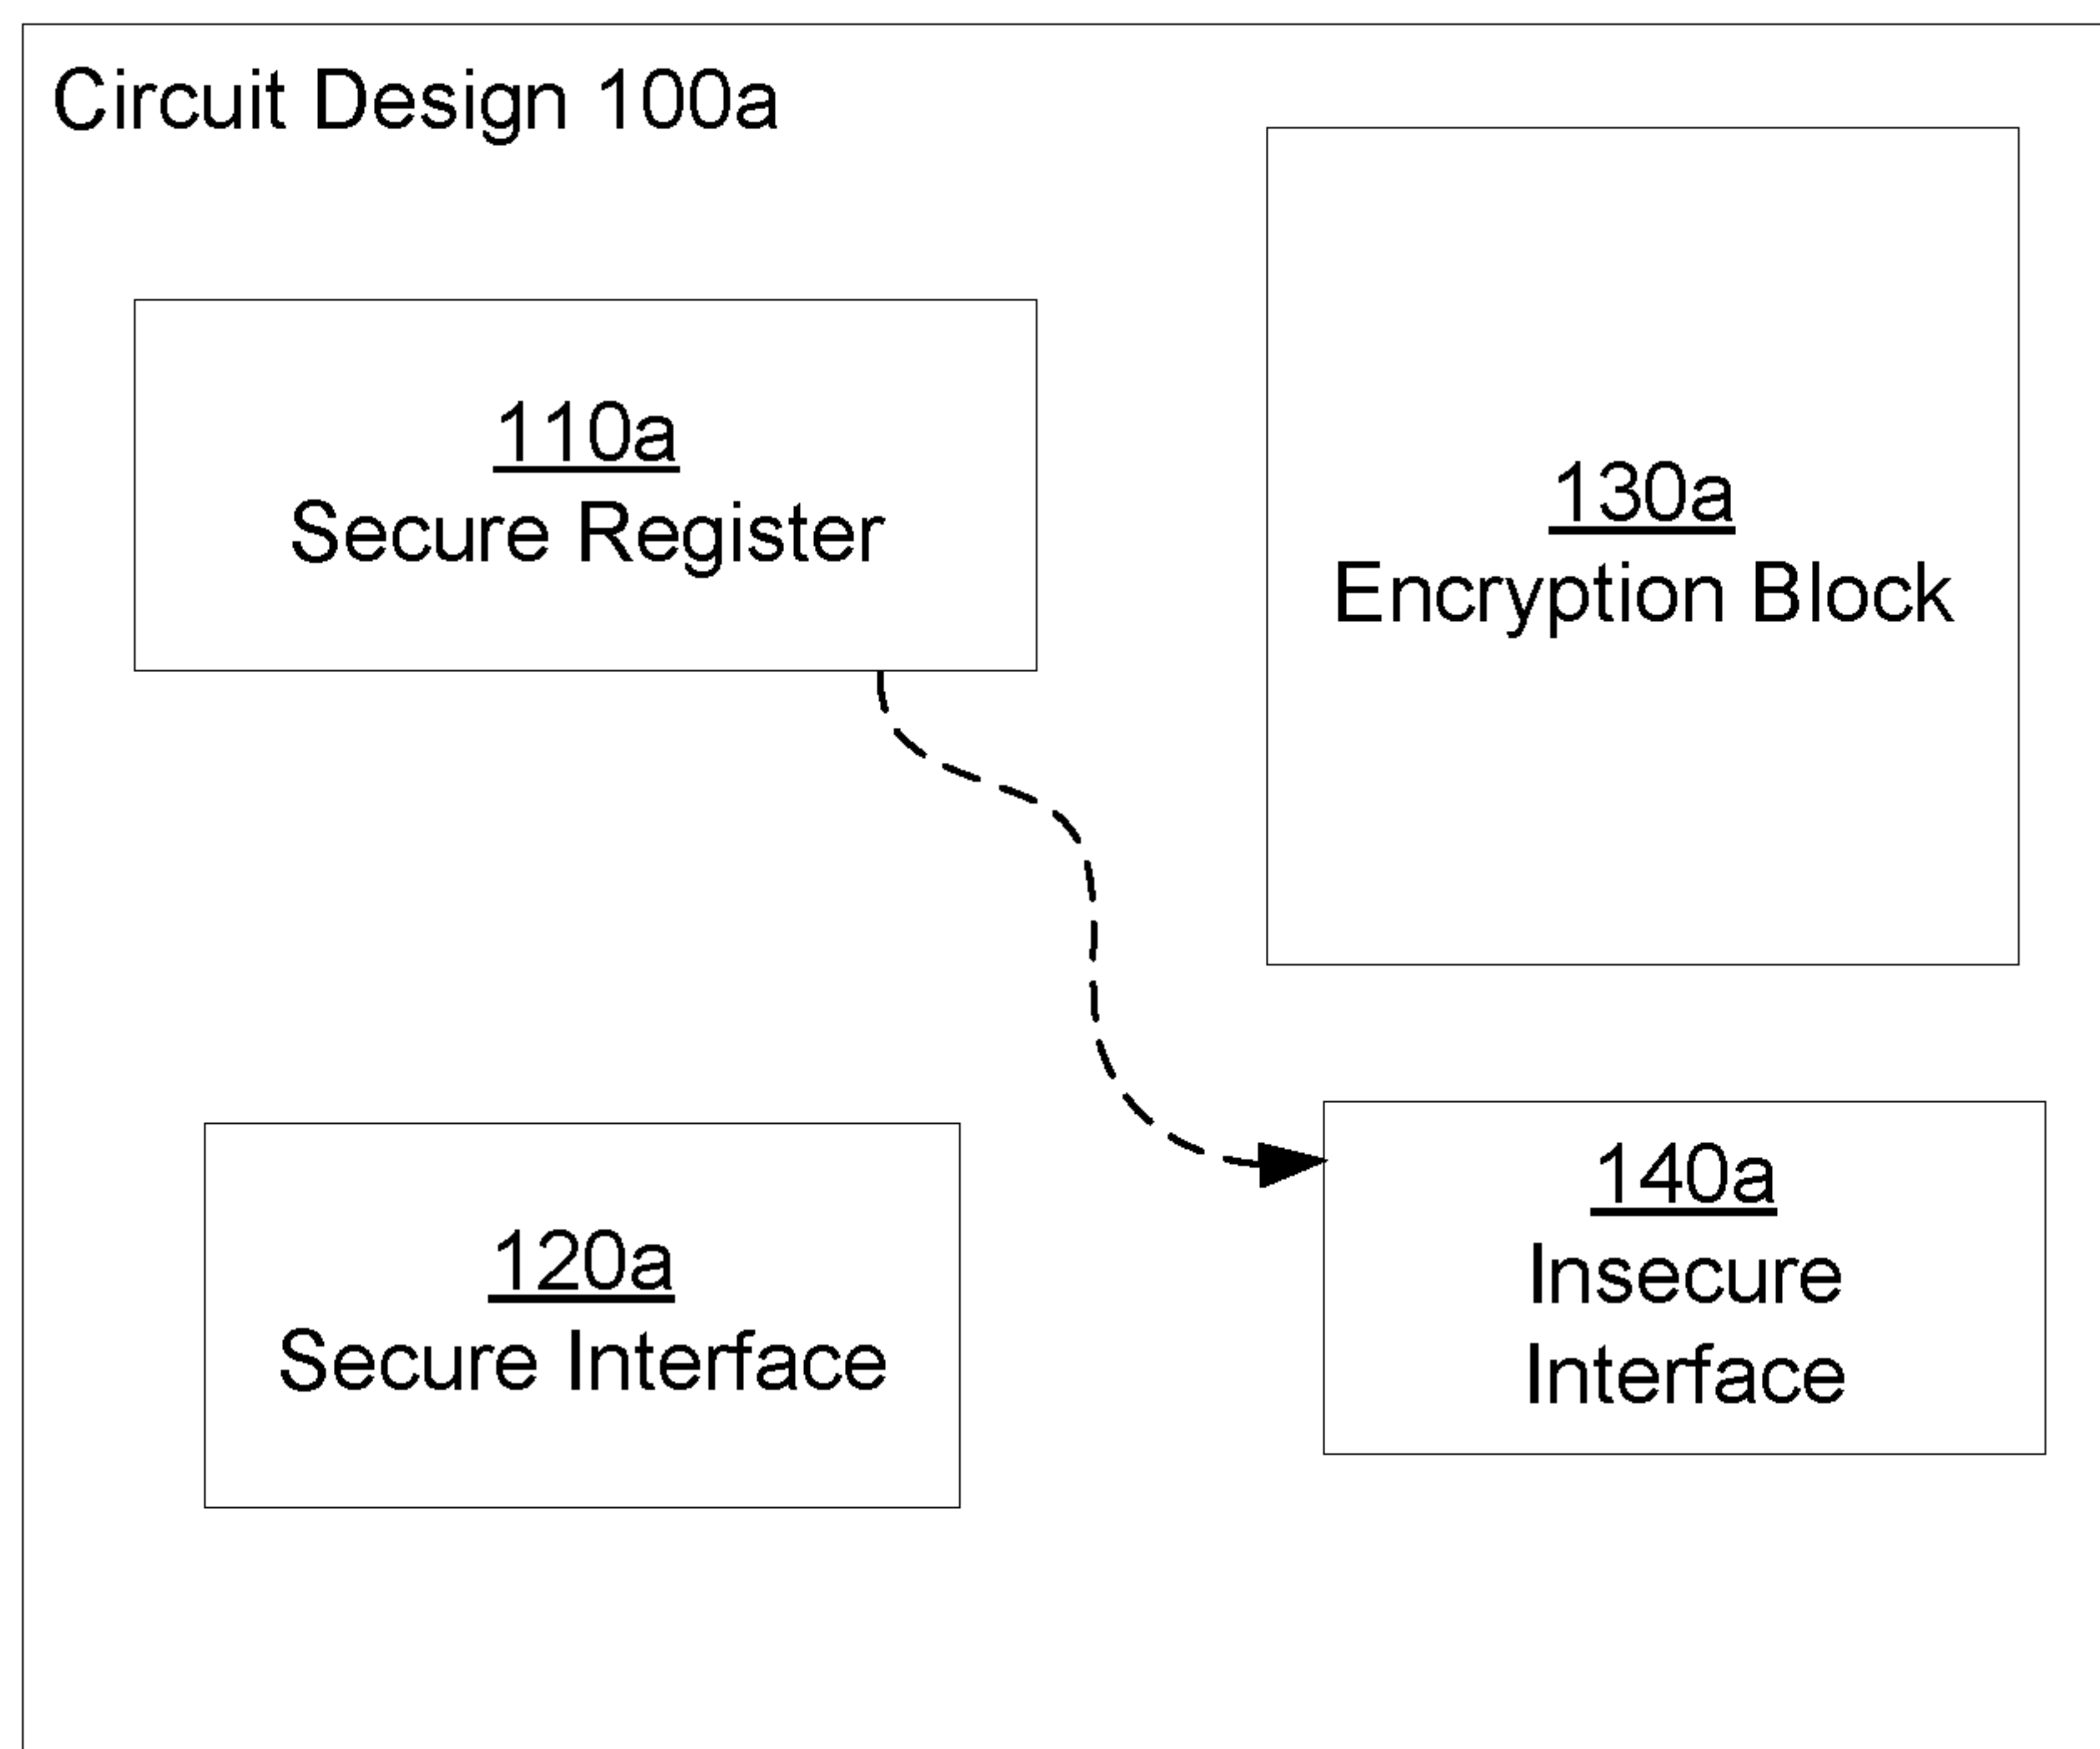 Circuit Design 100a
110a
Secure Register
130a
Encryption Block
120a
Secure Interface
140a
Insecure
Interface